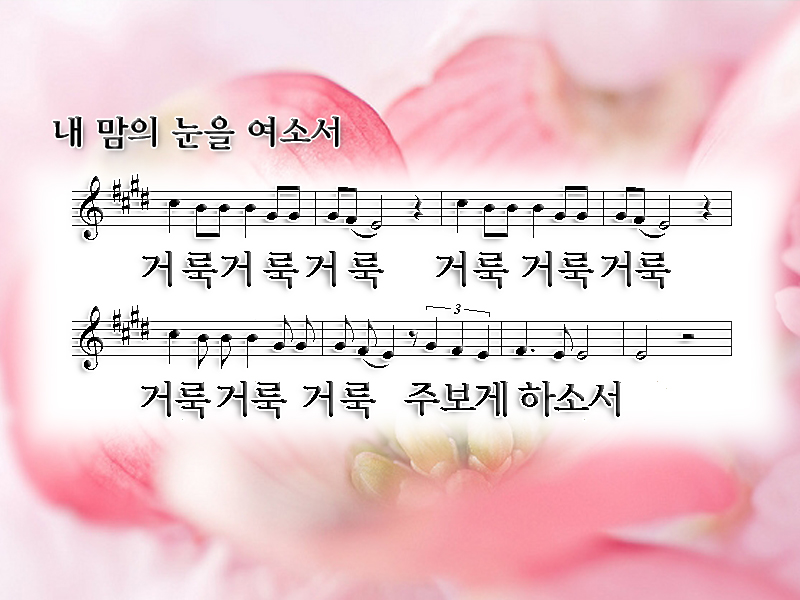 내 맘의 눈을 여소서
거 룩거 룩 거 룩 거룩 거룩 거룩
3
거룩 거룩 거룩 주보게 하소서